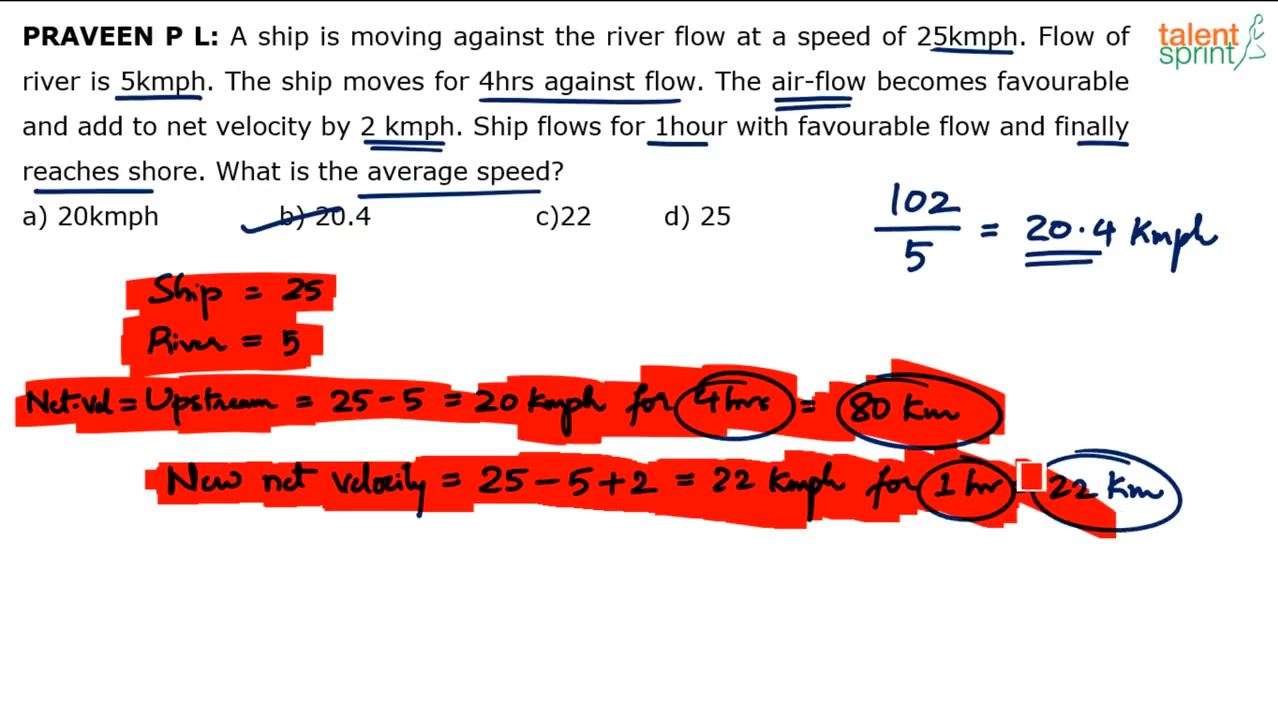 PRAVEEN P L: A ship is moving against the river flow at a speed of 25kmph. Flow of
river is 5kmph. The ship moves for 4hrs against flow. The air-flow becomes favourable
and add to net velocity by 2 kmph. Ship flows for 1hour with favourable flow and finally
reaches shore. What is the average speed?
a) 20kmph b) 20.4 c)22 d) 25
talent
sprint
102
5
= 20.4 Kmph
Ship = 25
River = 5
Net.vel = Upstream = 25 - 5 = 20 Kmph for 4 hrs = 80 Km
New net velocity = 25 - 5 + 2 = 22 Kmph for 1 hr 22 Km